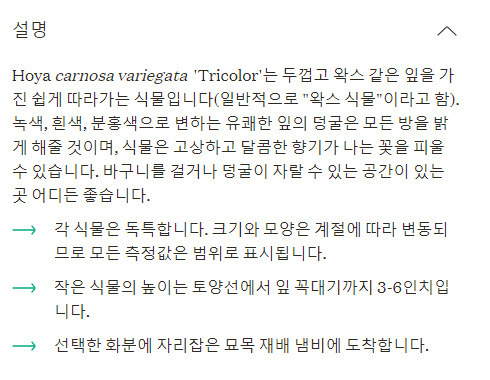 설명
Hoya carnosa variegata 'Tricolor'는 두껍고 왁스 같은 잎을 가
진 쉽게 따라가는 식물입니다(일반적으로 "왁스 식물"이라고 함).
녹색, 흰색, 분홍색으로 변하는 유쾌한 잎의 덩굴은 모든 방을 밝
게 해줄 것이며, 식물은 고상하고 달콤한 향기가 나는 꽃을 피울
수 있습니다. 바구니를 걸거나 덩굴이 자랄 수 있는 공간이 있는
곳 어디든 좋습니다.
각 식물은 독특합니다. 크기와 모양은 계절에 따라 변동되
므로 모든 측정값은 범위로 표시됩니다.
작은 식물의 높이는 토양선에서 잎 꼭대기까지 3-6인치입
니다.
선택한 화분에 자리잡은 묘목 재배 냄비에 도착합니다.